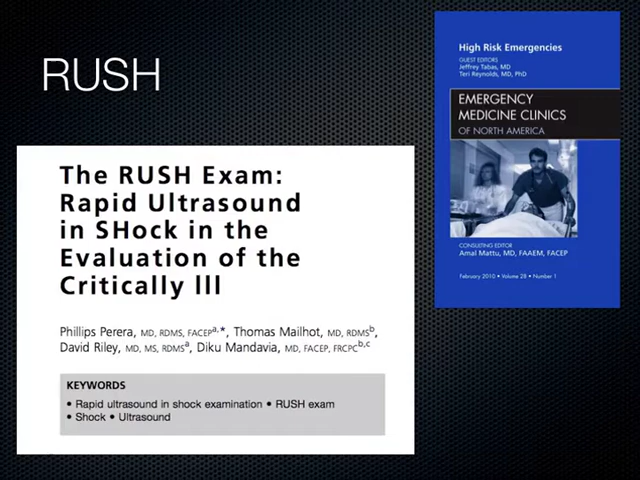 RUSH
The RUSH Exam:
Rapid Ultrasound
in SHock in the
Evaluation of the
Critically Ill
Phillips Perera, MD, RDMS, FACEPa,*, Thomas Mailhot, MD, RDMSb,
David Riley, MD, MS, RDMSa, Diku Mandavia, MD, FACEP, FRCPCb,c
KEYWORDS
• Rapid ultrasound in shock examination • RUSH exam
• Shock • Ultrasound
High Risk Emergencies
GUEST EDITORS
Jeffrey Tabas, MD
Teri Reynolds, MD, PhD
EMERGENCY
MEDICINE CLINICS
OF NORTH AMERICA
CONSULTING EDITOR
Amal Mattu, MD, FAAEM, FACEP
February 2010 • Volume 28 • Number 1